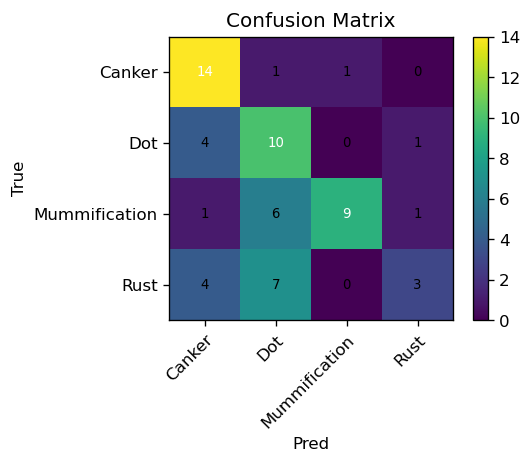 Confusion Matrix
True
Canker 14 1 1 0
Dot 4 10 0 1
Mummification 1 6 9 1
Rust 4 7 0 3
Canker Dot Mummification Rust
Pred
14
12
10
8
6
4
2
0